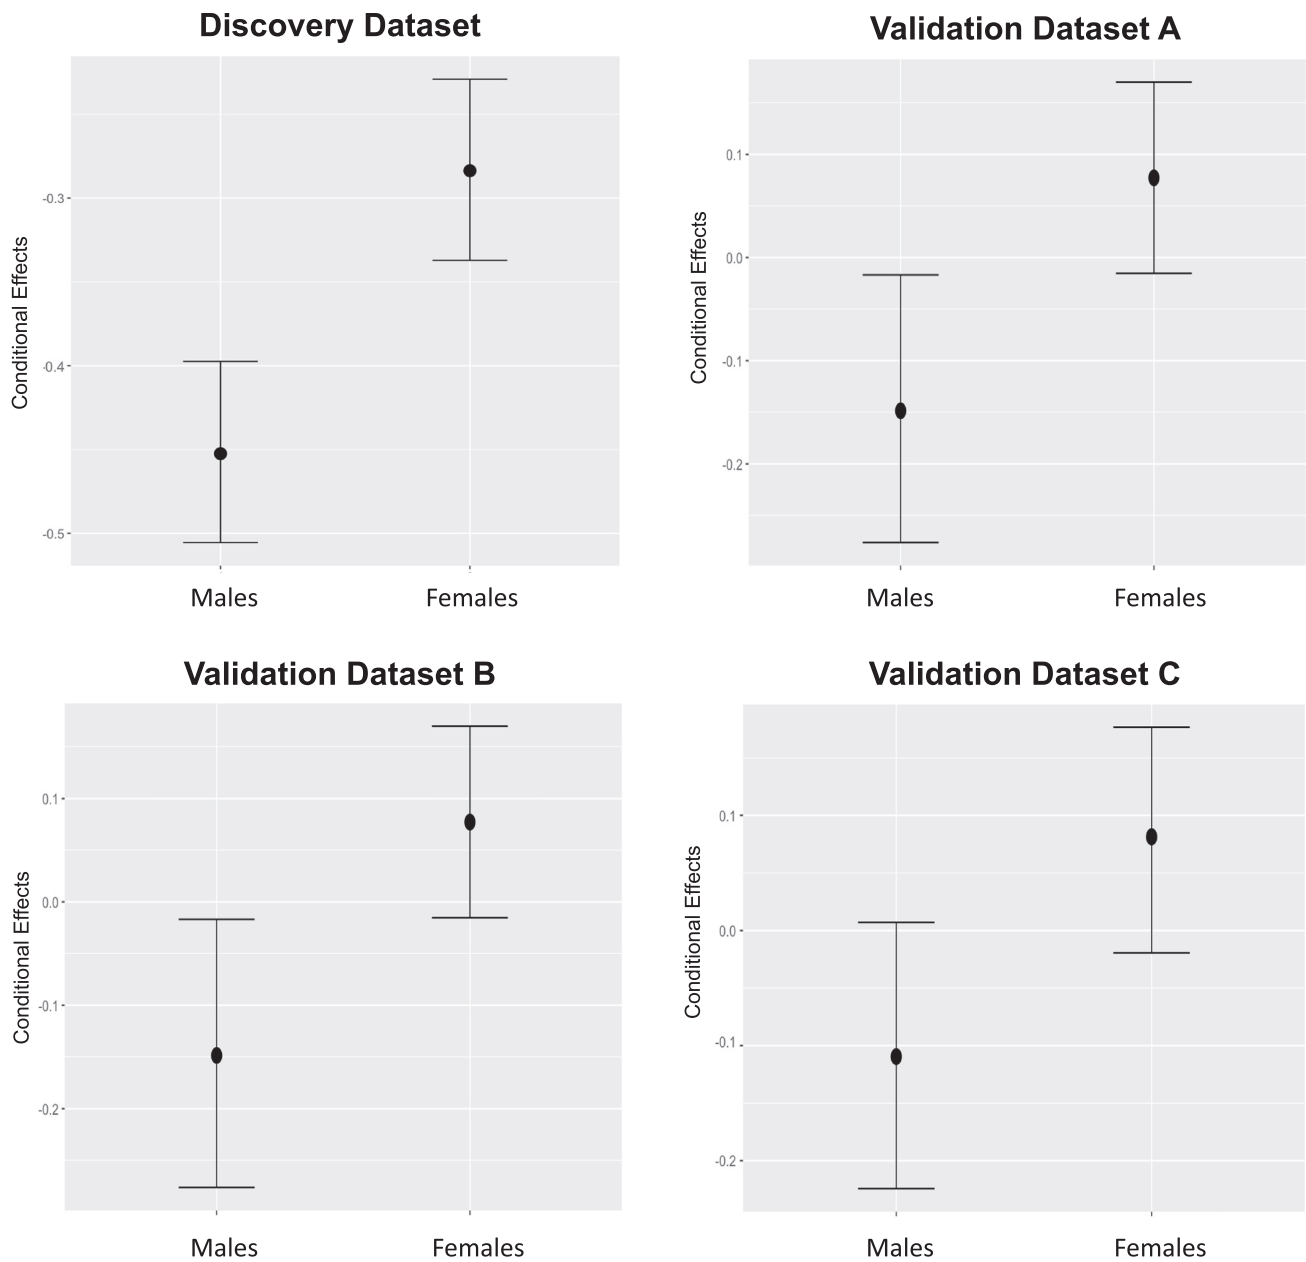 Discovery Dataset
Conditional Effects
-0.3
-0.4
-0.5
Males Females
Validation Dataset A
Conditional Effects
0.1
0.0
-0.1
-0.2
Males Females
Validation Dataset B
Conditional Effects
0.1
0.0
-0.1
-0.2
Males Females
Validation Dataset C
Conditional Effects
0.1
0.0
-0.1
-0.2
Males Females